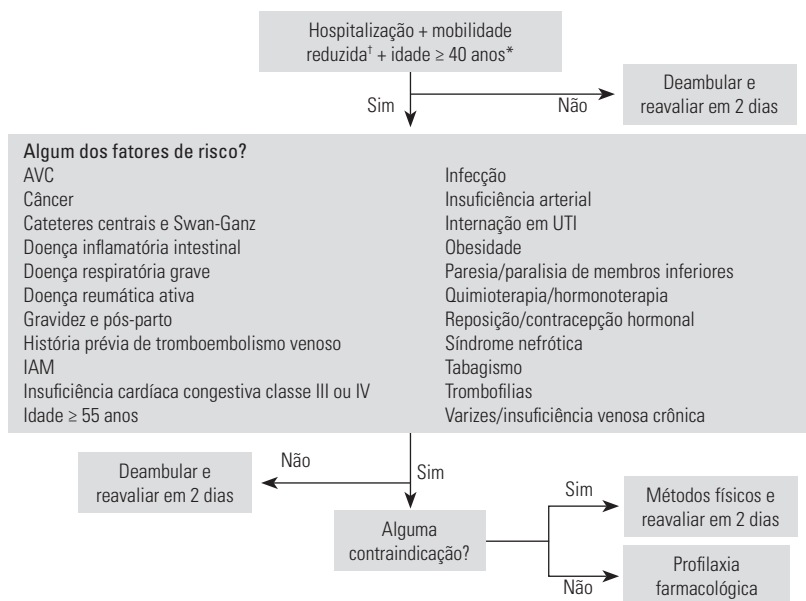 Hospitalização + mobilidade
reduzida† + idade ≥ 40 anos*
Sim
Não
Deambular e
reavaliar em 2 dias
Algum dos fatores de risco?
AVC
Câncer
Cateteres centrais e Swan-Ganz
Doença inflamatória intestinal
Doença respiratória grave
Doença reumática ativa
Gravidez e pós-parto
História prévia de tromboembolismo venoso
IAM
Insuficiência cardíaca congestiva classe III ou IV
Idade ≥ 55 anos
Infecção
Insuficiência arterial
Internação em UTI
Obesidade
Paresia/paralisia de membros inferiores
Quimioterapia/hormonoterapia
Reposição/contracepção hormonal
Síndrome nefrótica
Tabagismo
Trombofilias
Varizes/insuficiência venosa crônica
Deambular e
reavaliar em 2 dias
Não
Sim
Alguma
contraindicação?
Sim
Métodos físicos e
reavaliar em 2 dias
Não
Profilaxia
farmacológica